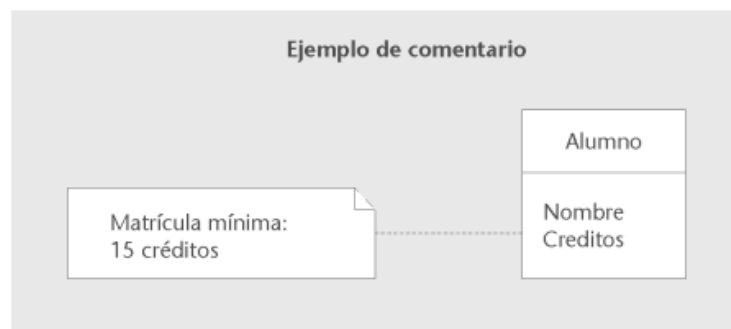 Ejemplo de comentario
Alumno
Matrícula mínima:
15 créditos
Nombre
Creditos